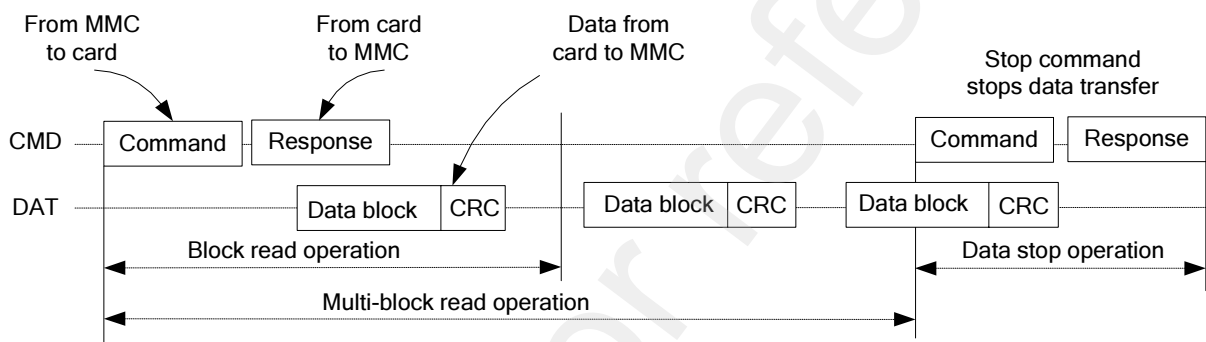 From MMC
to card
From card
to MMC
Data from
card to MMC
Stop command
stops data transfer
CMD
Command
Response
Command
Response
DAT
Data block
CRC
Data block
CRC
Data block
CRC
Block read operation
Data stop operation
Multi-block read operation
or refe